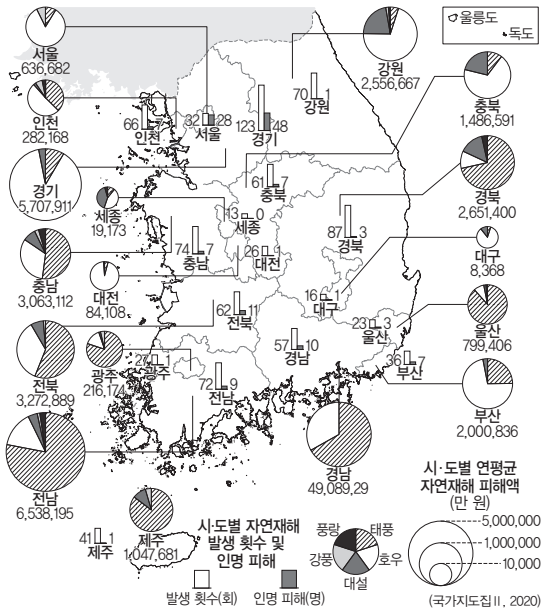 울릉도
독도
서울
636,682
강원
2,556,667
인천
282,168
충북
1,486,591
경기
5,707,911
경북
2,651,400
세종
19,173
대구
8,368
충남
3,063,112
대전
84,108
울산
799,406
전북
3,272,889
광주
216,174
부산
2,000,836
전남
6,538,195
경남
49,089,29
제주
1,047,681
70 1
강원
66
인천
32 28
서울
123 48
경기
61 7
충북
13 0
세종
74 7
충남
26 1
대전
87 3
경북
16 1
대구
23 3
울산
62 11
전북
57 10
경남
36 7
부산
27 1
광주
72 9
전남
41 1
제주
시·도별 자연재해
발생 횟수 및
인명 피해
발생 횟수(회)
인명 피해(명)
풍랑
태풍
강풍
호우
대설
시·도별 연평균
자연재해 피해액
(만 원)
5,000,000
1,000,000
10,000
(국가지도집Ⅱ, 2020)